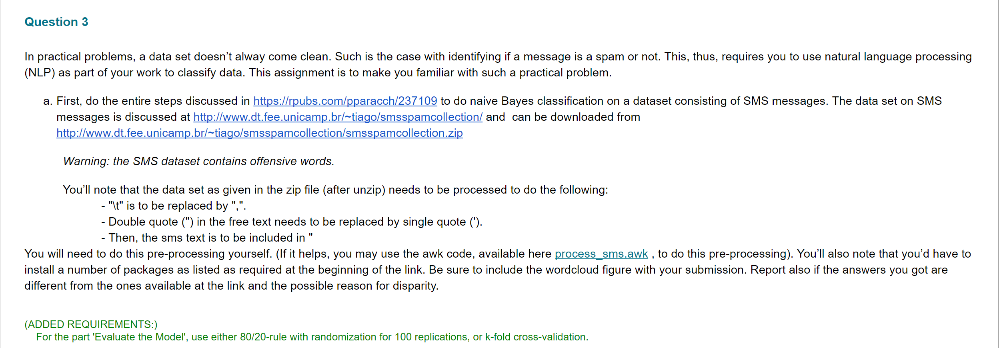 Question 3
In practical problems, a data set doesn’t alway come clean. Such is the case with identifying if a message is a spam or not. This, thus, requires you to use natural language processing
(NLP) as part of your work to classify data. This assignment is to make you familiar with such a practical problem.
a. First, do the entire steps discussed in https://rpubs.com/pparacch/237109 to do naive Bayes classification on a dataset consisting of SMS messages. The data set on SMS
messages is discussed at http://www.dt.fee.unicamp.br/~tiago/smsspamcollection/ and  can be downloaded from
http://www.dt.fee.unicamp.br/~tiago/smsspamcollection/smsspamcollection.zip
Warning: the SMS dataset contains offensive words.
You’ll note that the data set as given in the zip file (after unzip) needs to be processed to do the following:
- "\t" is to be replaced by ",".
- Double quote (") in the free text needs to be replaced by single quote (').
- Then, the sms text is to be included in "
You will need to do this pre-processing yourself. (If it helps, you may use the awk code, available here process_sms.awk , to do this pre-processing). You’ll also note that you’d have to
install a number of packages as listed as required at the beginning of the link. Be sure to include the wordcloud figure with your submission. Report also if the answers you got are
different from the ones available at the link and the possible reason for disparity.
(ADDED REQUIREMENTS:)
For the part 'Evaluate the Model', use either 80/20-rule with randomization for 100 replications, or k-fold cross-validation.